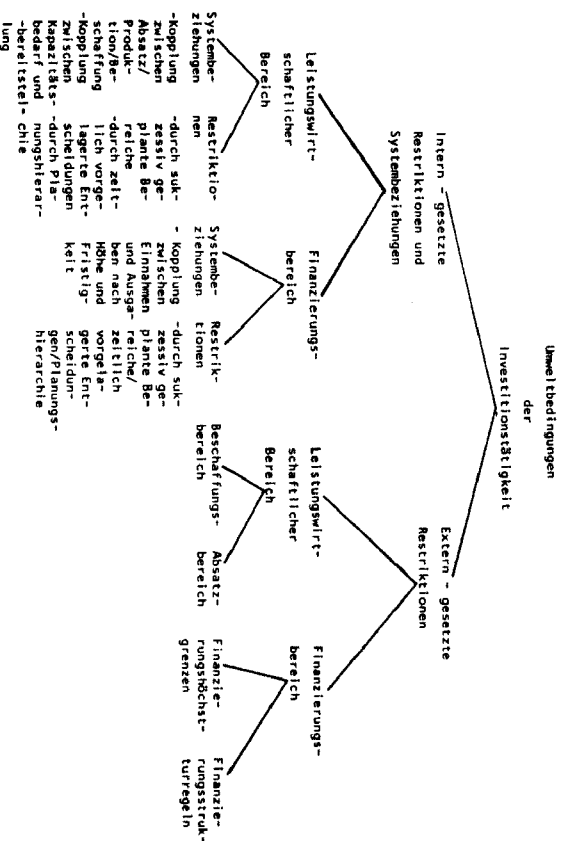 Umweltbedingungen
der
Investitionstätigkeit
Intern - gesetzte
Restriktionen und
Systembeziehungen
Extern - gesetzte
Restriktionen
Leistungswirt-
schaftlicher
Bereich
Finanzierungs-
bereich
Leistungswirt-
schaftlicher
Bereich
Finanzierungs-
bereich
Systembe-
ziehungen
-Kopplung
zwischen
Absatz/
Produk-
tion/Be-
schaffung
-Kopplung
zwischen
Kapazitäts-
bedarf und
-bereitstel-
lung
Restriktio-
nen
-durch suk-
zessiv ge-
plante Be-
reiche
-durch zeit-
lich vorge-
lagerte Ent-
scheidungen
-durch Pla-
nungshierar-
chie
Systembe-
ziehungen
- Kopplung
zwischen
Einnahmen
und Ausga-
ben nach
Höhe und
Fristig-
keit
Restrik-
tionen
-durch suk-
zessiv ge-
plante Be-
reiche/
zeitlich
vorgela-
gerte Ent-
scheidun-
gen/Planungs-
hierarchie
Beschaffungs-
bereich
Absatz-
bereich
Finanzie-
rungshöchst-
grenzen
Finanzie-
rungsstruk-
turregeln